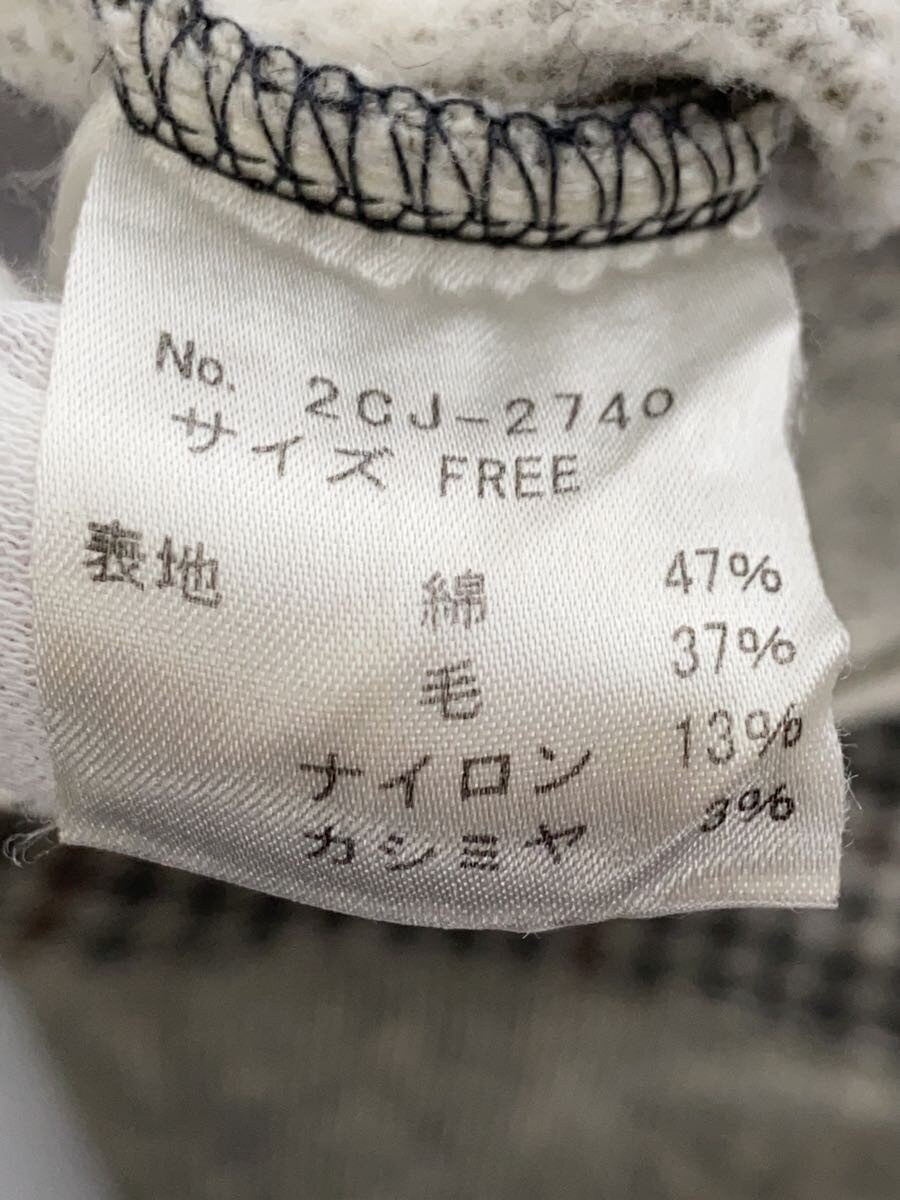 No. 2CJ-2740
サイズ FREE
表地 綿 47%
毛 37%
ナイロン 13%
カシミヤ 3%